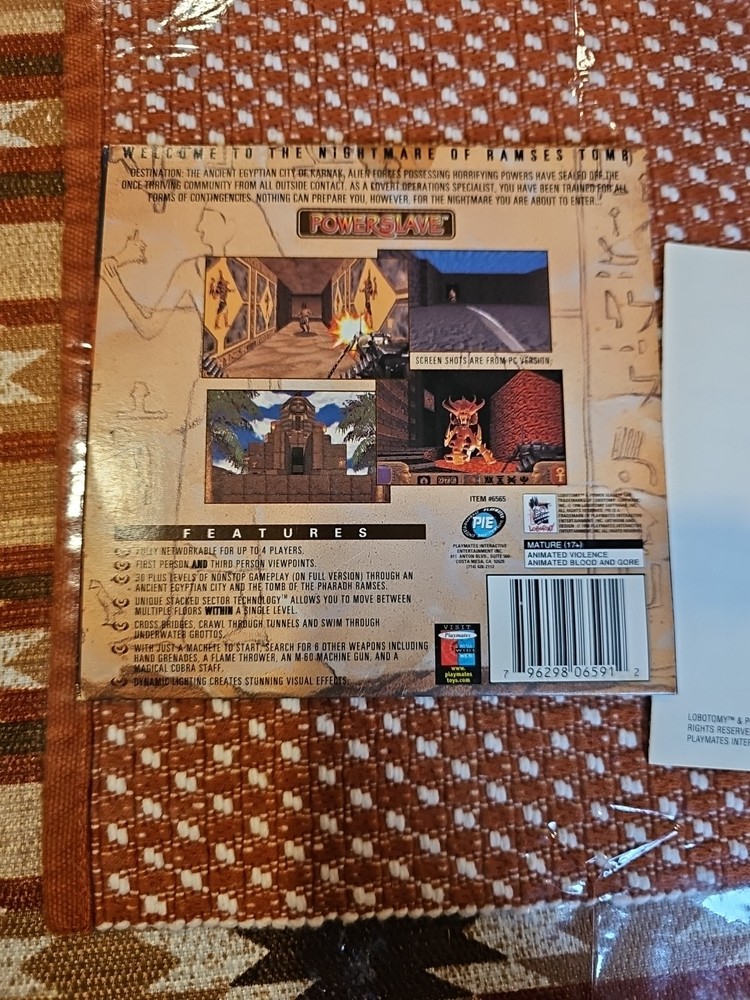 WELCOME TO THE NIGHTMARE OF RAMSES TOMB
DESTINATION: THE ANCIENT EGYPTIAN CITY OF KARNAK, ALIEN FORCES POSSESSING HORRIFYING POWERS HAVE SEALED OFF THE
ONCE THRIVING COMMUNITY FROM ALL OUTSIDE CONTACT. AS A COVERT OPERATIONS SPECIALIST, YOU HAVE BEEN TRAINED FOR ALL
FORMS OF CONTINGENCIES. NOTHING CAN PREPARE YOU, HOWEVER, FOR THE NIGHTMARE YOU ARE ABOUT TO ENTER...
POWERSLAVE™
SCREEN SHOTS ARE FROM PC VERSION
ITEM #6565
PIE
PLAYMATES INTERACTIVE
ENTERTAINMENT INC.
COSTA MESA, CA 92626
MATURE (17+)
ANIMATED VIOLENCE
ANIMATED BLOOD AND GORE
FEATURES
FULLY NETWORKABLE FOR UP TO 4 PLAYERS.
FIRST PERSON AND THIRD PERSON VIEWPOINTS.
30 PLUS LEVELS OF NONSTOP GAMEPLAY (ON FULL VERSION) THROUGH AN
ANCIENT EGYPTIAN CITY AND THE TOMB OF THE PHARAOH RAMSES.
UNIQUE STACKED SECTOR TECHNOLOGY™ ALLOWS YOU TO MOVE BETWEEN
MULTIPLE FLOORS WITHIN A SINGLE LEVEL.
CROSS BRIDGES, CRAWL THROUGH TUNNELS AND SWIM THROUGH
UNDERWATER GROTTOS.
WITH JUST A MACHETE TO START, SEARCH FOR 6 OTHER WEAPONS INCLUDING
HAND GRENADES, A FLAME THROWER, AN M-60 MACHINE GUN, AND A
MAGICAL COBRA STAFF.
DYNAMIC LIGHTING CREATES STUNNING VISUAL EFFECTS.
VISIT
Playmates
www.
playmates
toys.com
7 96298 06591 2
LOBOTOMY™ & P
RIGHTS RESERVE
PLAYMATES INTER